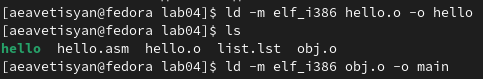 [aeavetisyan@fedora lab04]$ ld -m elf_i386 hello.o -o hello
[aeavetisyan@fedora lab04]$ ls
hello  hello.asm  hello.o  list.lst  obj.o
[aeavetisyan@fedora lab04]$ ld -m elf_i386 obj.o -o main